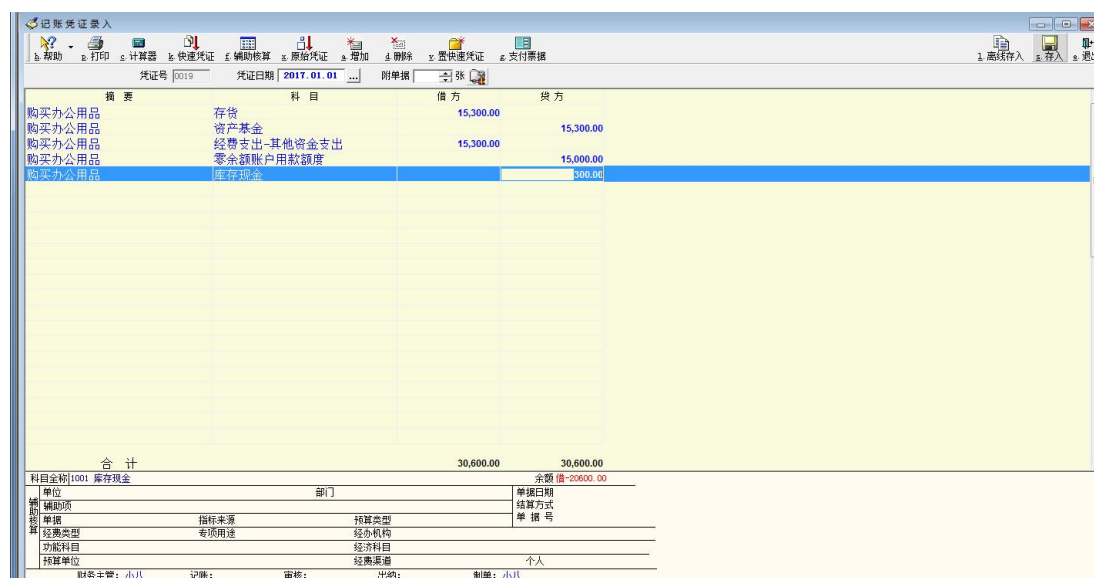 记账凭证录入
h.帮助 p.打印 c.计算器 k.快速凭证 f.辅助核算 x.原始凭证 a.增加 d.删除 y.置快速凭证 g.支付票据 l.离线存入 s.存入
凭证号 0019 凭证日期 2017.01.01 ... 附单据 张
摘要 科目 借方 贷方
购买办公用品 存货 15,300.00
购买办公用品 资产基金 15,300.00
购买办公用品 经费支出-其他资金支出 15,300.00
购买办公用品 零余额账户用款额度 15,000.00
购买办公用品 库存现金 300.00
合计 30,600.00 30,600.00
科目全称 1001 库存现金 余额 借-20600.00
辅助核算
单位 部门 单据日期
辅助项 结算方式
单据 指标来源 预算类型 单据号
经费类型 专项用途 经办机构
功能科目 经济科目
预算单位 经费渠道 个人
财务主管: 小八 记账: 审核: 出纳: 制单: 小八